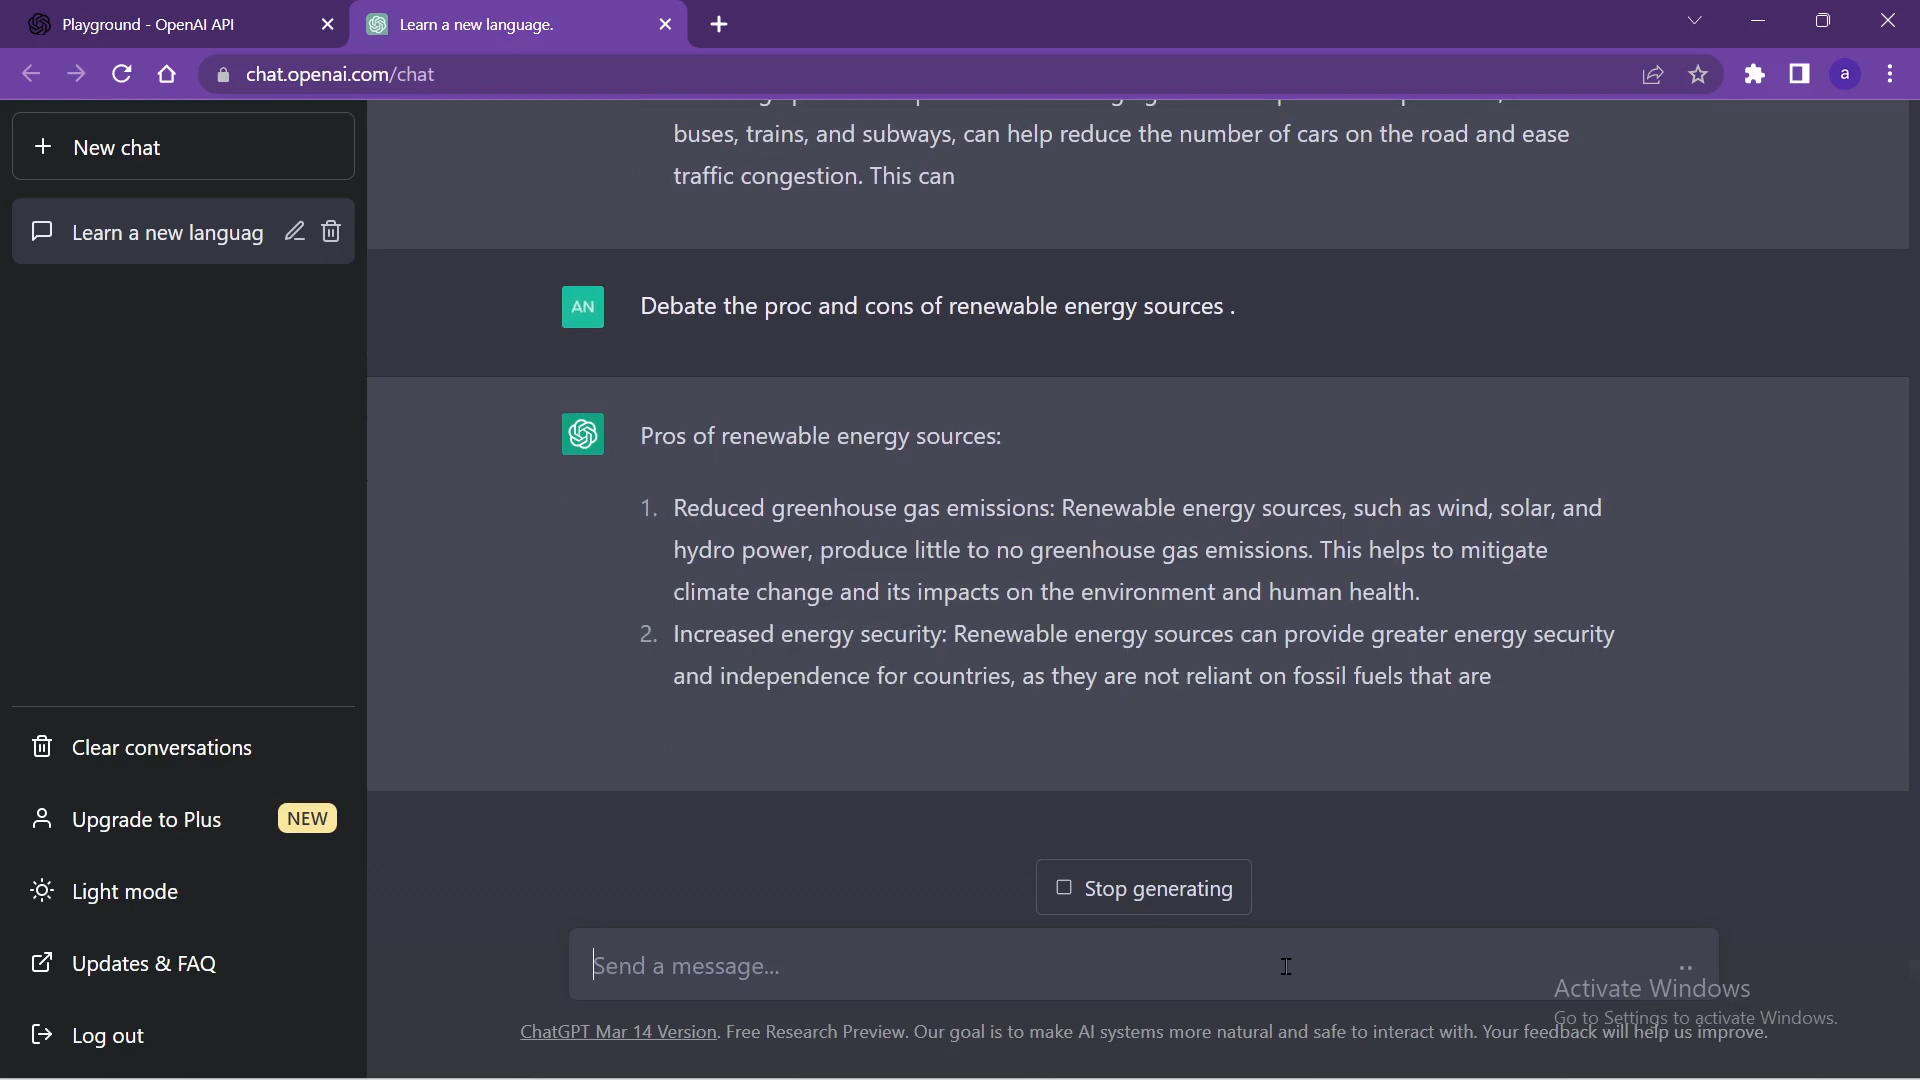 Playground - OpenAI API
Learn a new language.
chat.openai.com/chat
a
New chat
Learn a new languag
buses, trains, and subways, can help reduce the number of cars on the road and ease
traffic congestion. This can
AN
Debate the proc and cons of renewable energy sources .
Pros of renewable energy sources:
1. Reduced greenhouse gas emissions: Renewable energy sources, such as wind, solar, and
hydro power, produce little to no greenhouse gas emissions. This helps to mitigate
climate change and its impacts on the environment and human health.
2. Increased energy security: Renewable energy sources can provide greater energy security
and independence for countries, as they are not reliant on fossil fuels that are
Clear conversations
Upgrade to Plus NEW
Light mode
Updates & FAQ
Log out
Stop generating
Send a message...
Activate Windows
Go to Settings to activate Windows.
ChatGPT Mar 14 Version. Free Research Preview. Our goal is to make AI systems more natural and safe to interact with. Your feedback will help us improve.